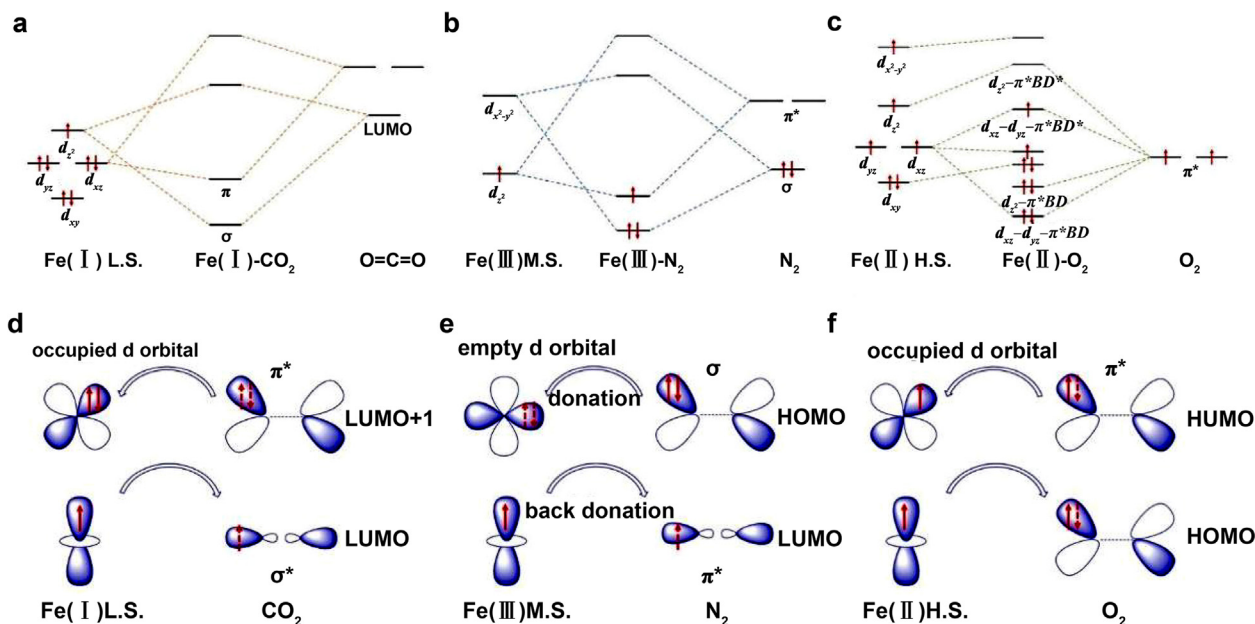 a
LUMO
d_z²
d_yz d_xz
π
d_xy
σ
Fe(Ⅰ) L.S. Fe(Ⅰ)-CO₂ O=C=O
b
d_x²-y²
π*
d_z²
σ
Fe(Ⅲ)M.S. Fe(Ⅲ)-N₂ N₂
c
d_x²-y²
d_z²-π*BD*
d_z²
d_xz-d_yz-π*BD*
d_yz d_xz
π*
d_xy
d_z²-π*BD
d_xz-d_yz-π*BD
Fe(Ⅱ) H.S. Fe(Ⅱ)-O₂ O₂
d
occupied d orbital
π*
LUMO+1
LUMO
σ*
Fe(Ⅰ)L.S. CO₂
e
empty d orbital
σ
donation
HOMO
back donation
LUMO
π*
Fe(Ⅲ)M.S. N₂
f
occupied d orbital
π*
HUMO
HOMO
Fe(Ⅱ)H.S. O₂